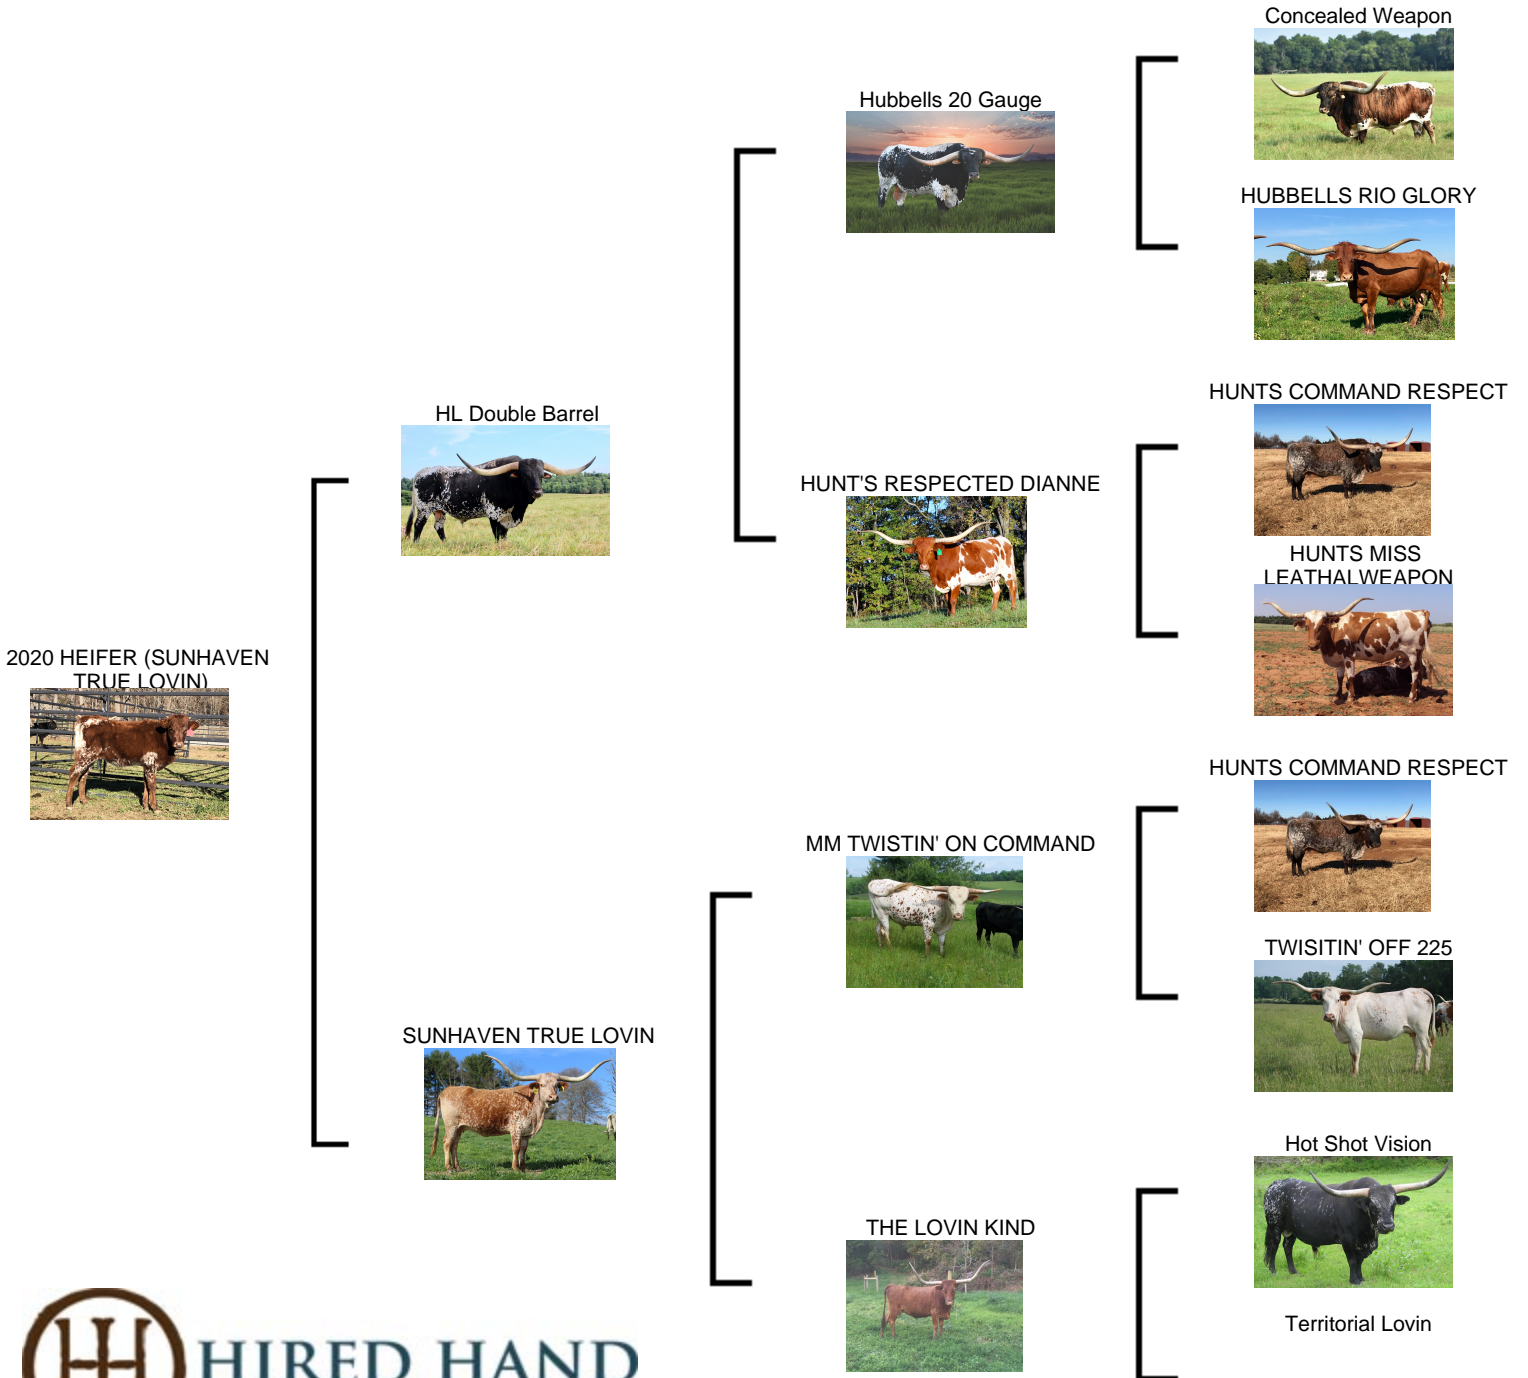 Concealed Weapon
Hubbells 20 Gauge
HUBBELLS RIO GLORY
HUNTS COMMAND RESPECT
HL Double Barrel
HUNT'S RESPECTED DIANNE
HUNTS MISS
LEATHALWEAPON
2020 HEIFER (SUNHAVEN
TRUE LOVIN)
HUNTS COMMAND RESPECT
MM TWISTIN' ON COMMAND
TWISITIN' OFF 225
SUNHAVEN TRUE LOVIN
Hot Shot Vision
THE LOVIN KIND
Territorial Lovin
HIRED HAND